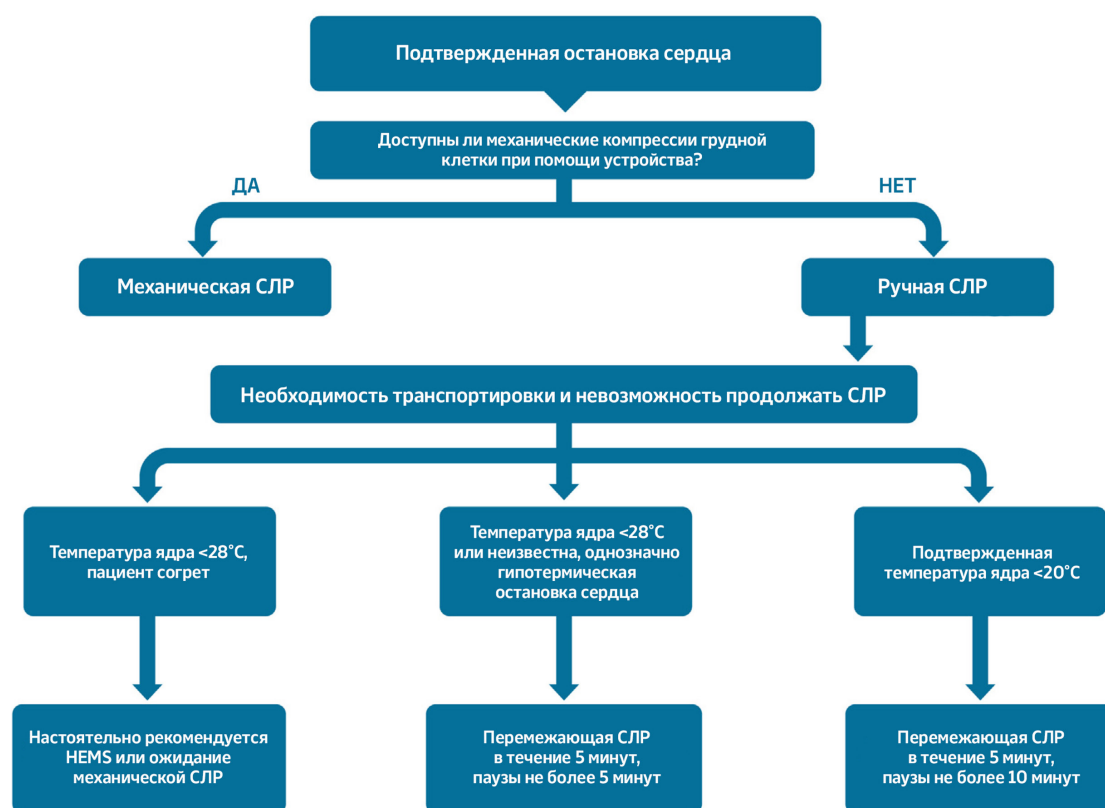 Подтвержденная остановка сердца
Доступны ли механические компрессии грудной
клетки при помощи устройства?
ДА
НЕТ
Механическая СЛР
Ручная СЛР
Необходимость транспортировки и невозможность продолжать СЛР
Температура ядра <28°C,
пациент согрет
Температура ядра <28°C
или неизвестна, однозначно
гипотермическая
остановка сердца
Подтвержденная
температура ядра <20°C
Настоятельно рекомендуется
HEMS или ожидание
механической СЛР
Перемежающая СЛР
в течение 5 минут,
паузы не более 5 минут
Перемежающая СЛР
в течение 5 минут,
паузы не более 10 минут